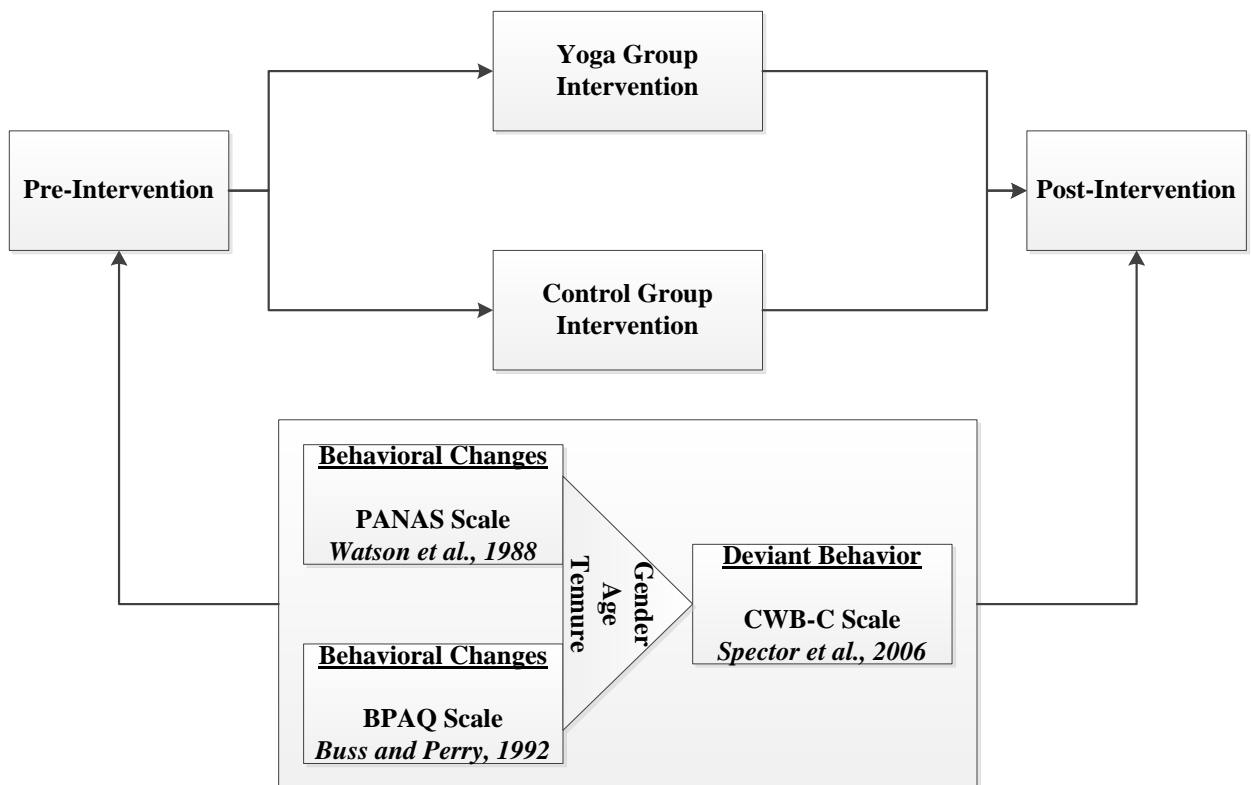 Yoga Group
Intervention
Pre-Intervention
Post-Intervention
Control Group
Intervention
Behavioral Changes
PANAS Scale
Watson et al., 1988
Gender
Age
Tennure
Deviant Behavior
CWB-C Scale
Spector et al., 2006
Behavioral Changes
BPAQ Scale
Buss and Perry, 1992